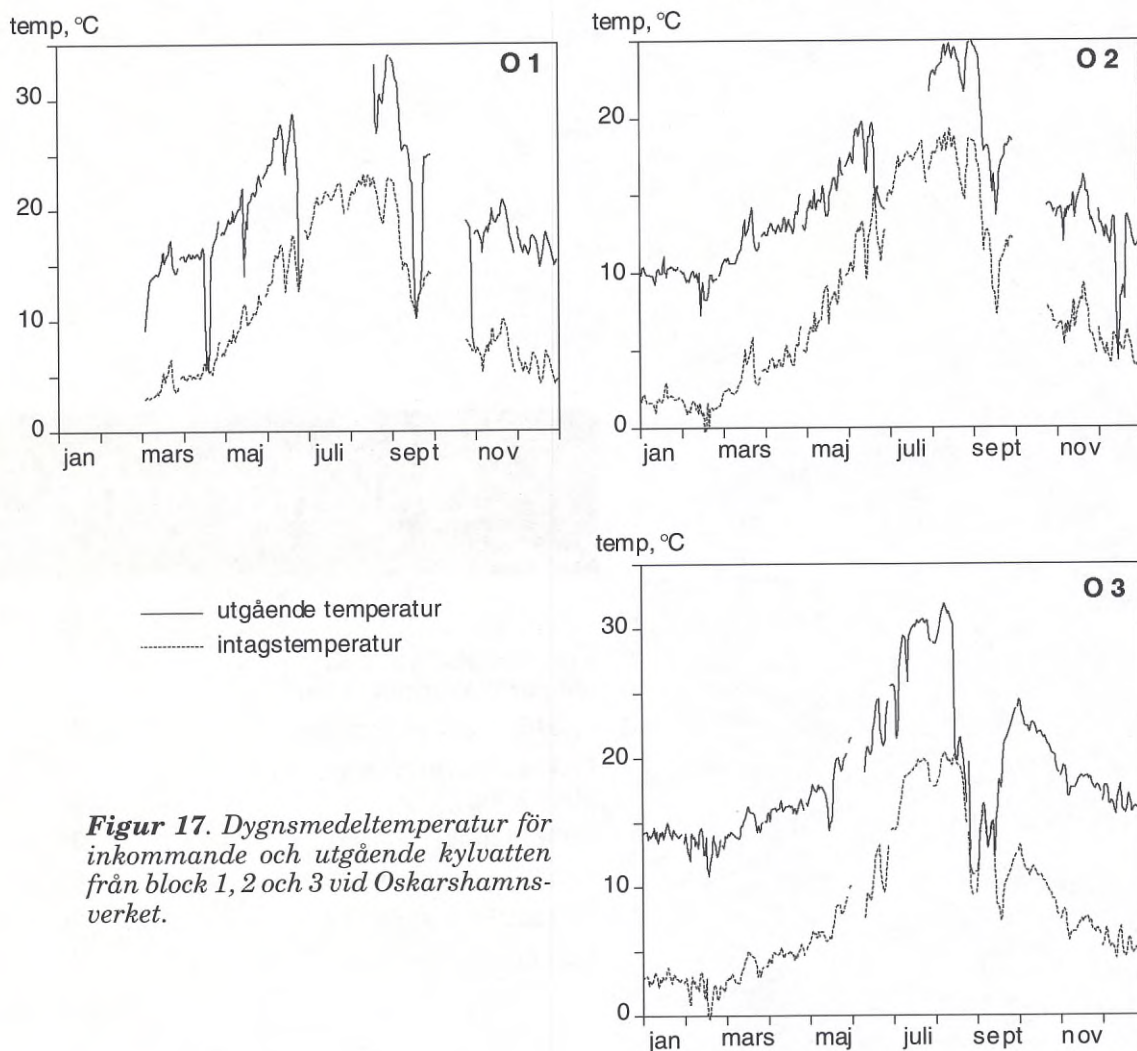 temp, °C
O 1
30
20
10
0
jan mars maj juli sept nov
O 2
20
10
0
jan mars maj juli sept nov
utgående temperatur
intagstemperatur
temp, °C
O 3
30
20
10
0
jan mars maj juli sept nov
Figur 17. Dygnsmedeltemperatur för
inkommande och utgående kylvatten
från block 1, 2 och 3 vid Oskarshamns-
verket.